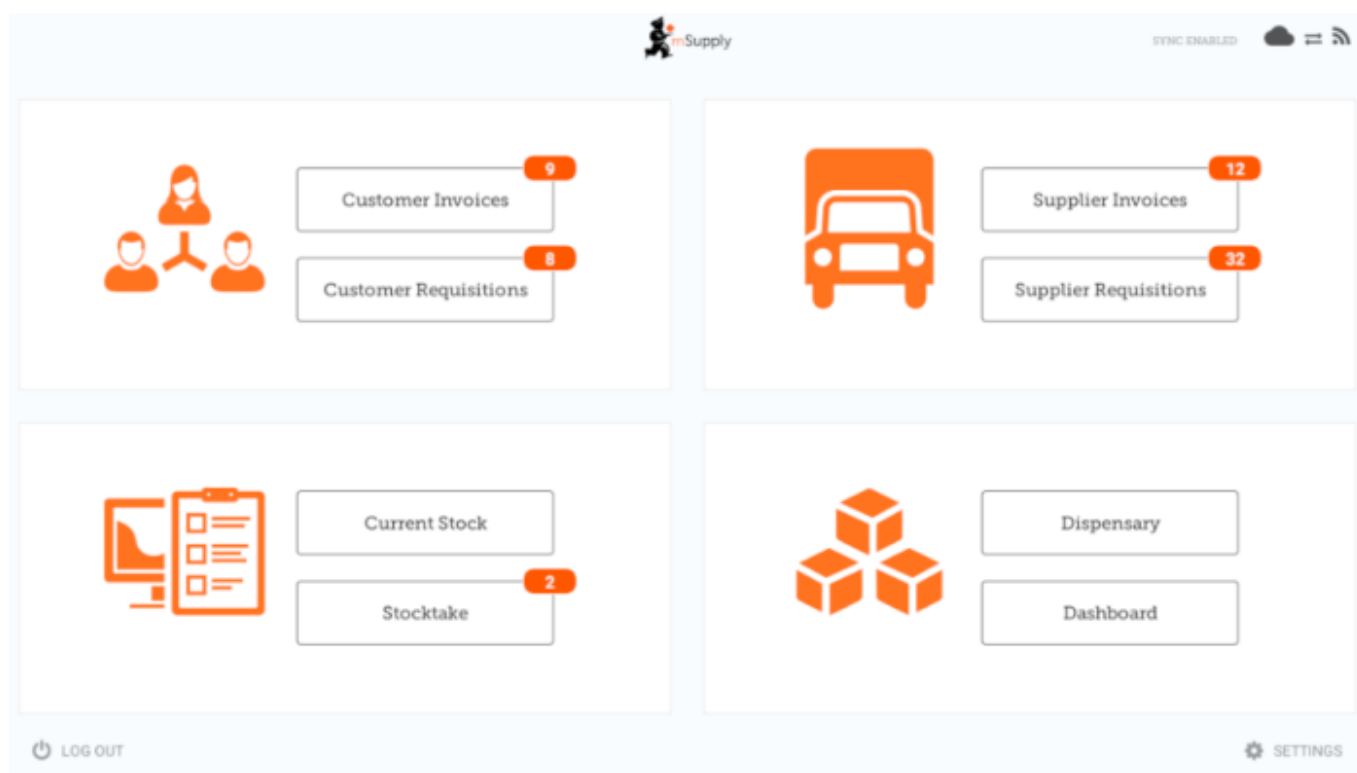 mSupply
SYNC ENABLED
9
Customer Invoices
8
Customer Requisitions
12
Supplier Invoices
32
Supplier Requisitions
Current Stock
2
Stocktake
Dispensary
Dashboard
LOG OUT
SETTINGS